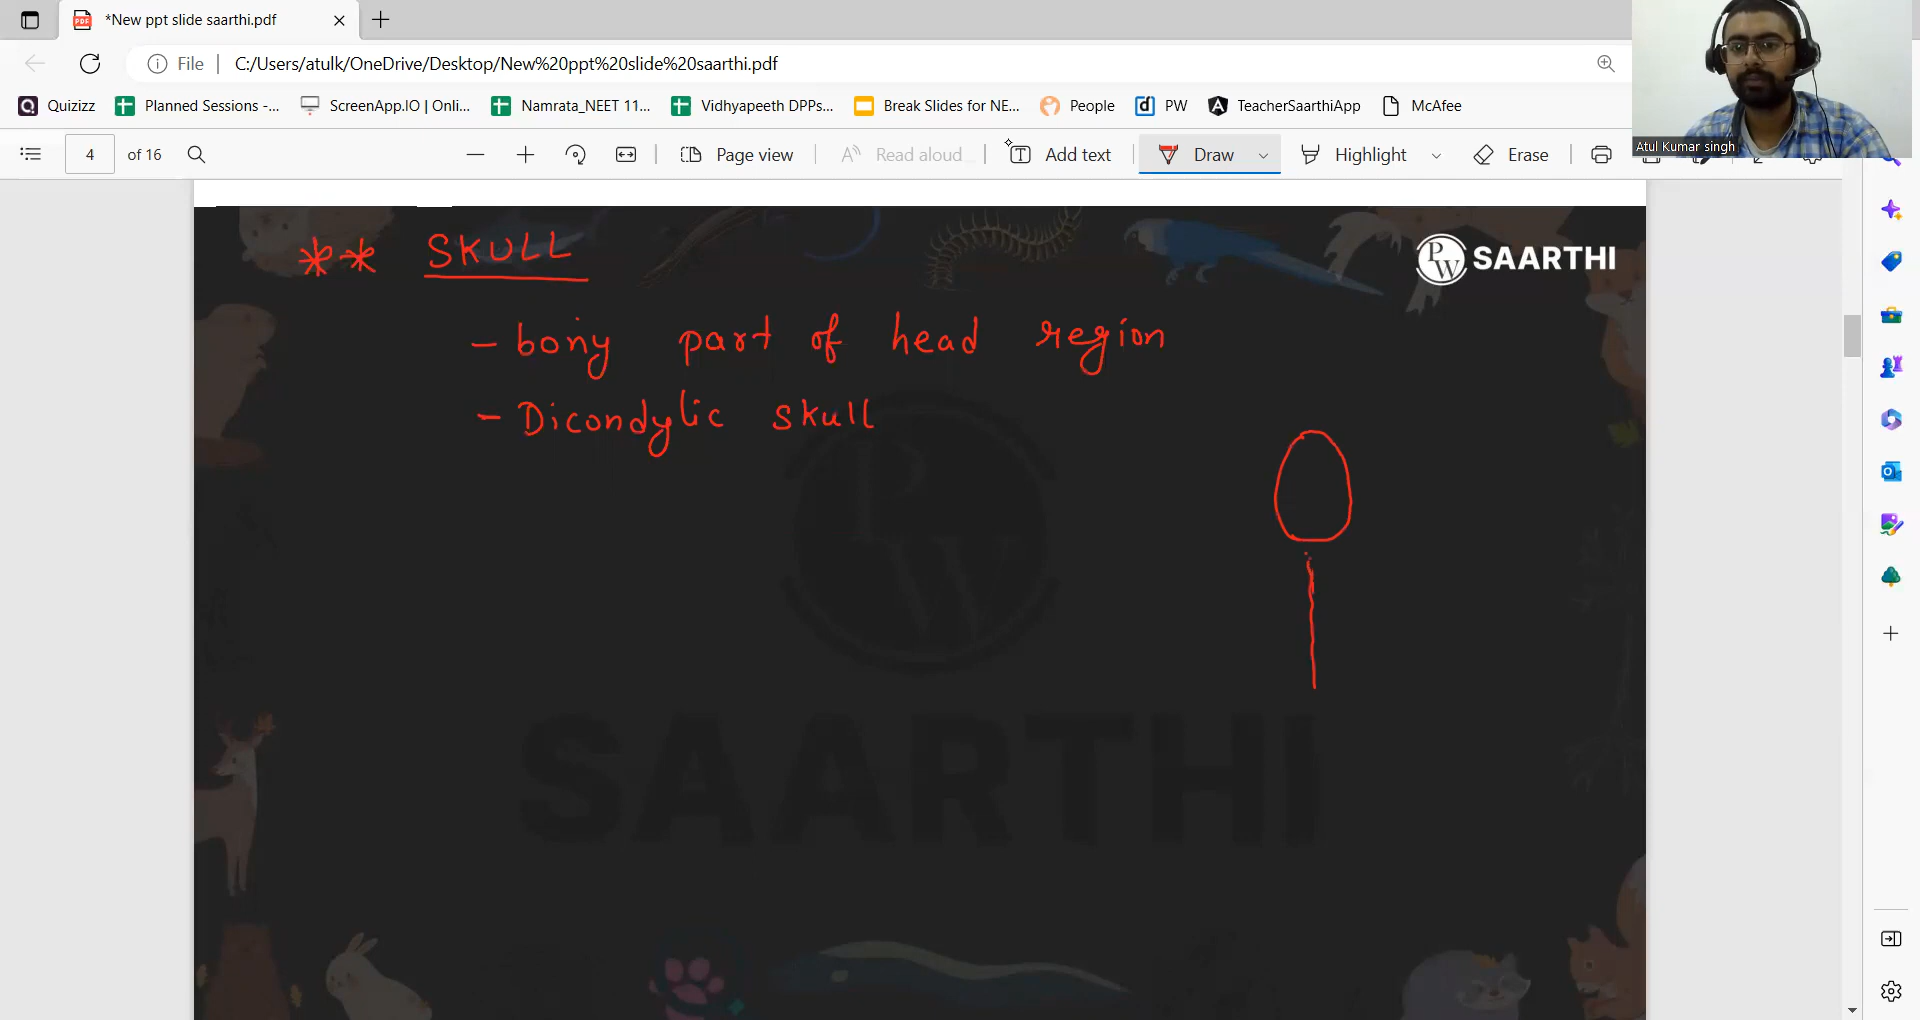 *New ppt slide saarthi.pdf
File C:/Users/atulk/OneDrive/Desktop/New%20ppt%20slide%20saarthi.pdf
Quizizz Planned Sessions -... ScreenApp.IO | Onli... Namrata_NEET 11... Vidhyapeeth DPPs... Break Slides for NE... People PW TeacherSaarthiApp McAfee
4 of 16 Page view Read aloud Add text Draw Highlight Erase
Atul Kumar singh
** SKULL
PW SAARTHI
- bony part of head region
- Dicondylic skull
PW
SAARTHI